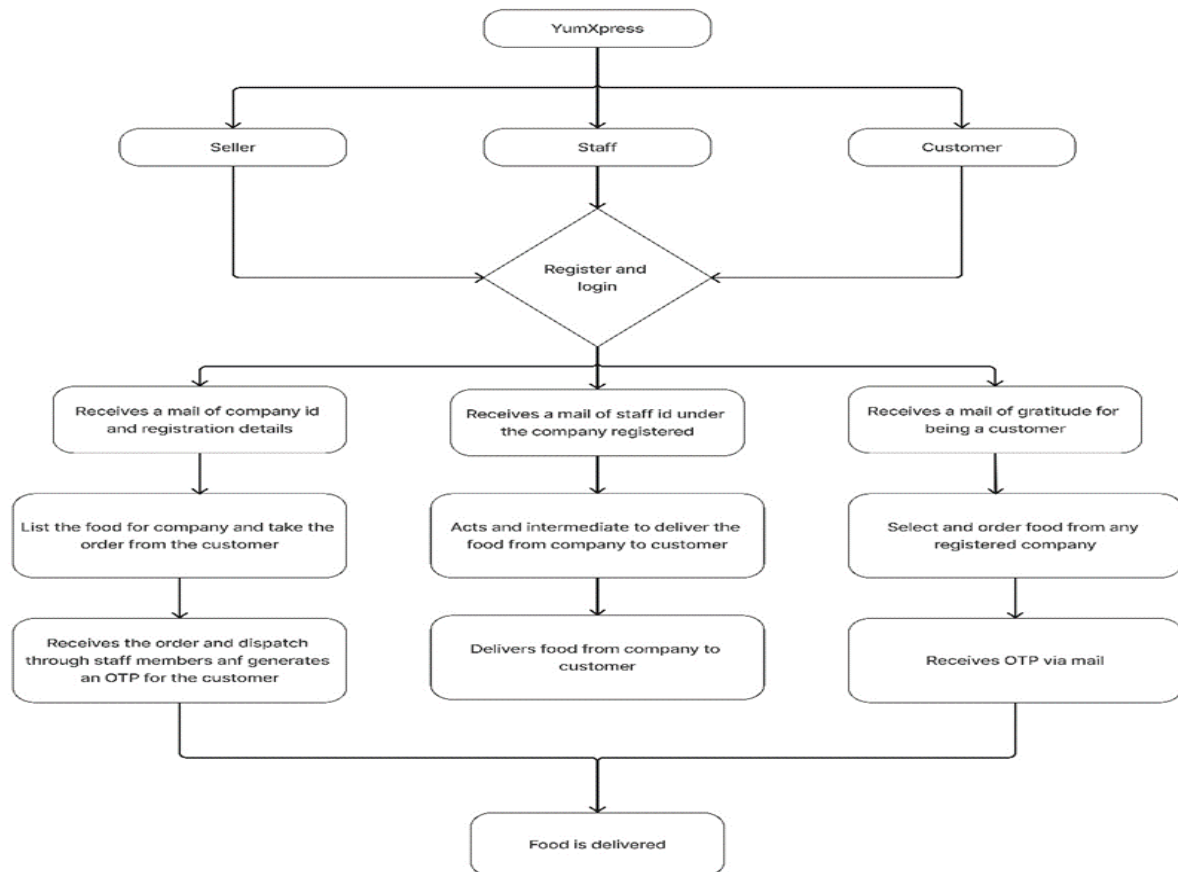 YumXpress
Seller
Staff
Customer
Register and
login
Receives a mail of company id
and registration details
Receives a mail of staff id under
the company registered
Receives a mail of gratitude for
being a customer
List the food for company and take the
order from the customer
Acts and intermediate to deliver the
food from company to customer
Select and order food from any
registered company
Receives the order and dispatch
through staff members anf generates
an OTP for the customer
Delivers food from company to
customer
Receives OTP via mail
Food is delivered